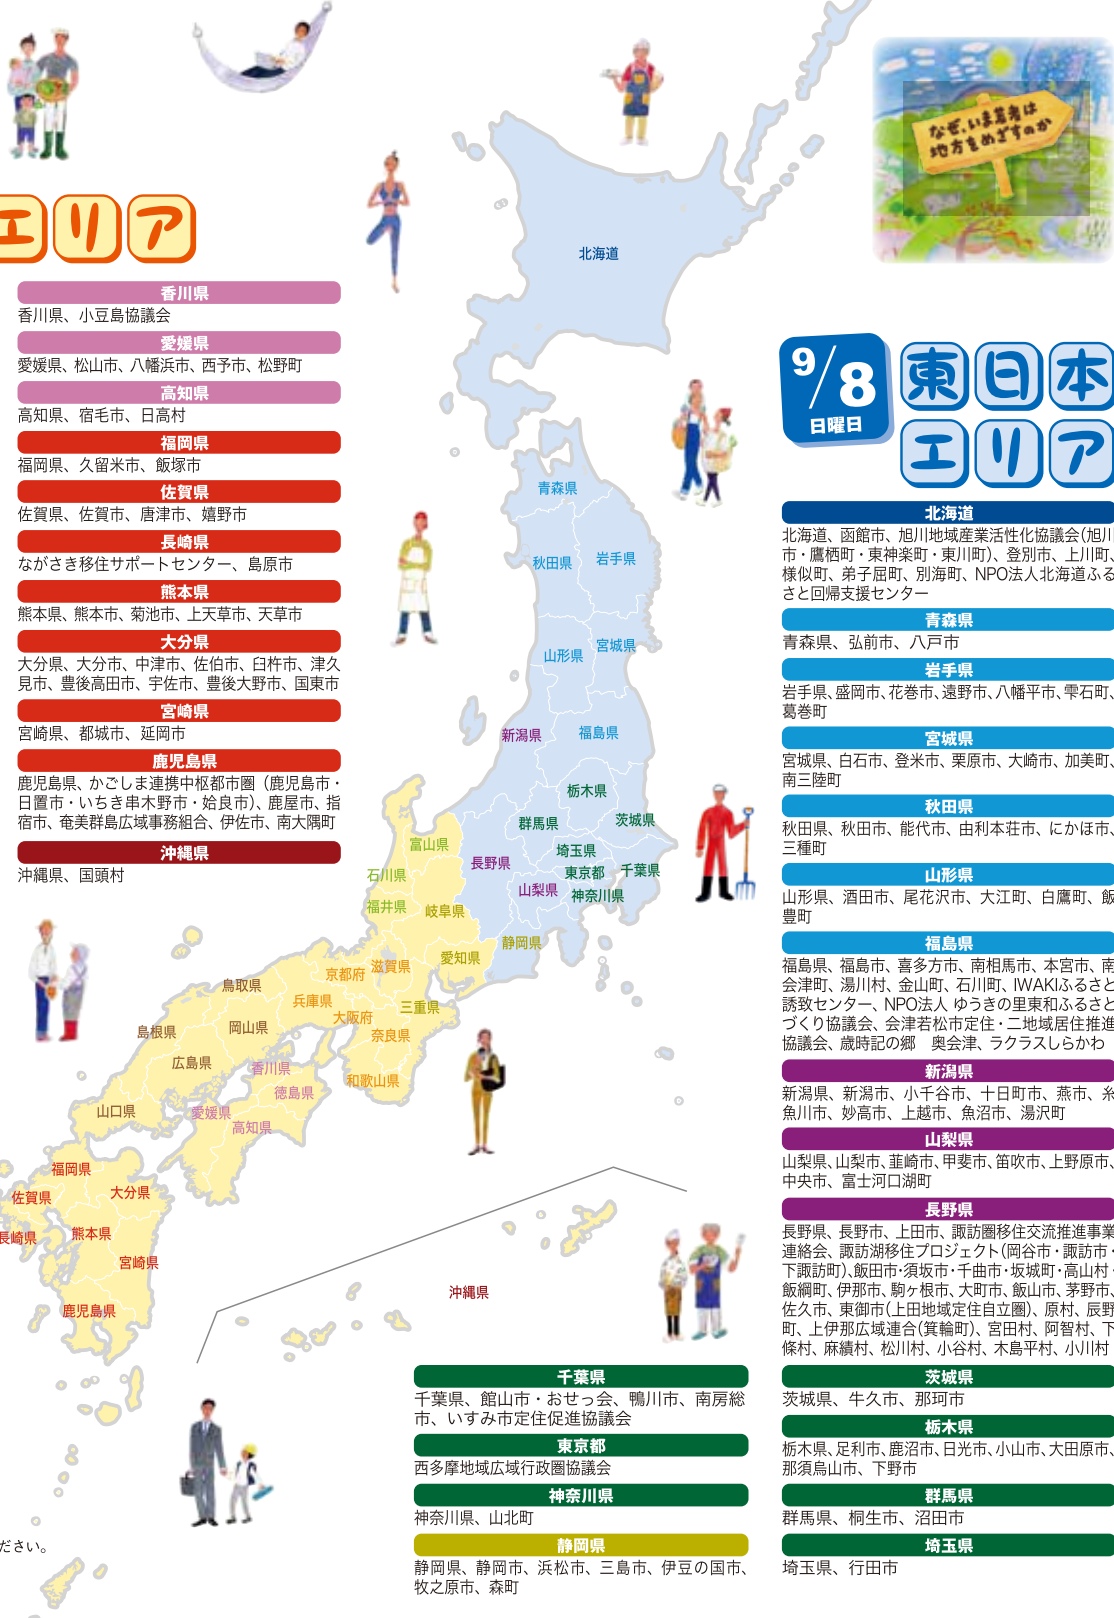 なぜ、いま若者は
地方をめざすのか
エリア
香川県
香川県、小豆島協議会
愛媛県
愛媛県、松山市、八幡浜市、西予市、松野町
高知県
高知県、宿毛市、日高村
福岡県
福岡県、久留米市、飯塚市
佐賀県
佐賀県、佐賀市、唐津市、嬉野市
長崎県
ながさき移住サポートセンター、島原市
熊本県
熊本県、熊本市、菊池市、上天草市、天草市
大分県
大分県、大分市、中津市、佐伯市、臼杵市、津久
見市、豊後高田市、宇佐市、豊後大野市、国東市
宮崎県
宮崎県、都城市、延岡市
鹿児島県
鹿児島県、かごしま連携中枢都市圏（鹿児島市・
日置市・いちき串木野市・姶良市）、鹿屋市、指
宿市、奄美群島広域事務組合、伊佐市、南大隅町
沖縄県
沖縄県、国頭村
北海道
青森県
秋田県
岩手県
山形県
宮城県
新潟県
福島県
栃木県
群馬県
茨城県
富山県
長野県
埼玉県
石川県
東京都
千葉県
山梨県
神奈川県
福井県
岐阜県
静岡県
愛知県
京都府
滋賀県
鳥取県
兵庫県
三重県
大阪府
島根県
岡山県
奈良県
広島県
香川県
和歌山県
徳島県
山口県
愛媛県
高知県
福岡県
佐賀県
大分県
長崎県
熊本県
宮崎県
鹿児島県
沖縄県
ださい。
9/8
日曜日
東日本
エリア
北海道
北海道、函館市、旭川地域産業活性化協議会(旭川
市・鷹栖町・東神楽町・東川町）、登別市、上川町、
様似町、弟子屈町、別海町、NPO法人北海道ふる
さと回帰支援センター
青森県
青森県、弘前市、八戸市
岩手県
岩手県、盛岡市、花巻市、遠野市、八幡平市、雫石町、
葛巻町
宮城県
宮城県、白石市、登米市、栗原市、大崎市、加美町、
南三陸町
秋田県
秋田県、秋田市、能代市、由利本荘市、にかほ市、
三種町
山形県
山形県、酒田市、尾花沢市、大江町、白鷹町、飯
豊町
福島県
福島県、福島市、喜多方市、南相馬市、本宮市、南
会津町、湯川村、金山町、石川町、IWAKIふるさと
誘致センター、NPO法人 ゆうきの里東和ふるさと
づくり協議会、会津若松市定住・二地域居住推進
協議会、歳時記の郷　奥会津、ラクラスしらかわ
新潟県
新潟県、新潟市、小千谷市、十日町市、燕市、糸
魚川市、妙高市、上越市、魚沼市、湯沢町
山梨県
山梨県、山梨市、韮崎市、甲斐市、笛吹市、上野原市、
中央市、富士河口湖町
長野県
長野県、長野市、上田市、諏訪圏移住交流推進事業
連絡会、諏訪湖移住プロジェクト(岡谷市・諏訪市・
下諏訪町)、飯田市・須坂市・千曲市・坂城町・高山村・
飯綱町、伊那市、駒ヶ根市、大町市、飯山市、茅野市、
佐久市、東御市(上田地域定住自立圏)、原村、辰野
町、上伊那広域連合(箕輪町)、宮田村、阿智村、下
條村、麻績村、松川村、小谷村、木島平村、小川村
千葉県
千葉県、館山市・おせっ会、鴨川市、南房総
市、いすみ市定住促進協議会
東京都
西多摩地域広域行政圏協議会
神奈川県
神奈川県、山北町
静岡県
静岡県、静岡市、浜松市、三島市、伊豆の国市、
牧之原市、森町
茨城県
茨城県、牛久市、那珂市
栃木県
栃木県、足利市、鹿沼市、日光市、小山市、大田原市、
那須烏山市、下野市
群馬県
群馬県、桐生市、沼田市
埼玉県
埼玉県、行田市